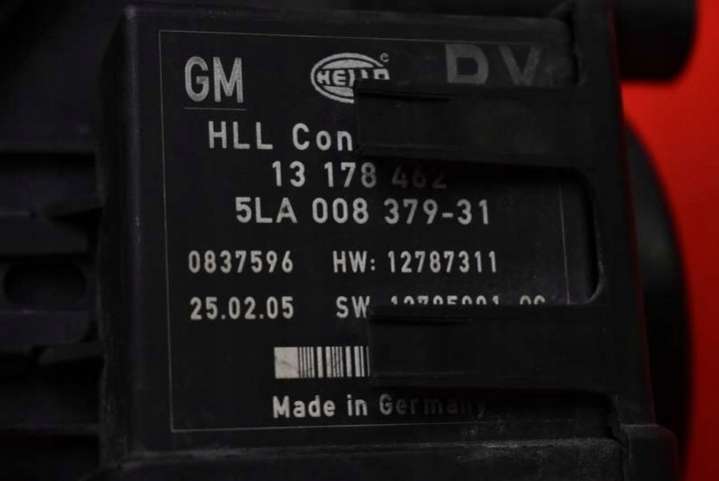 GM HELLA
HLL
13 178 462
5LA 008 379-31
0837596 HW: 12787311
25.02.05 SW
Made in Germany